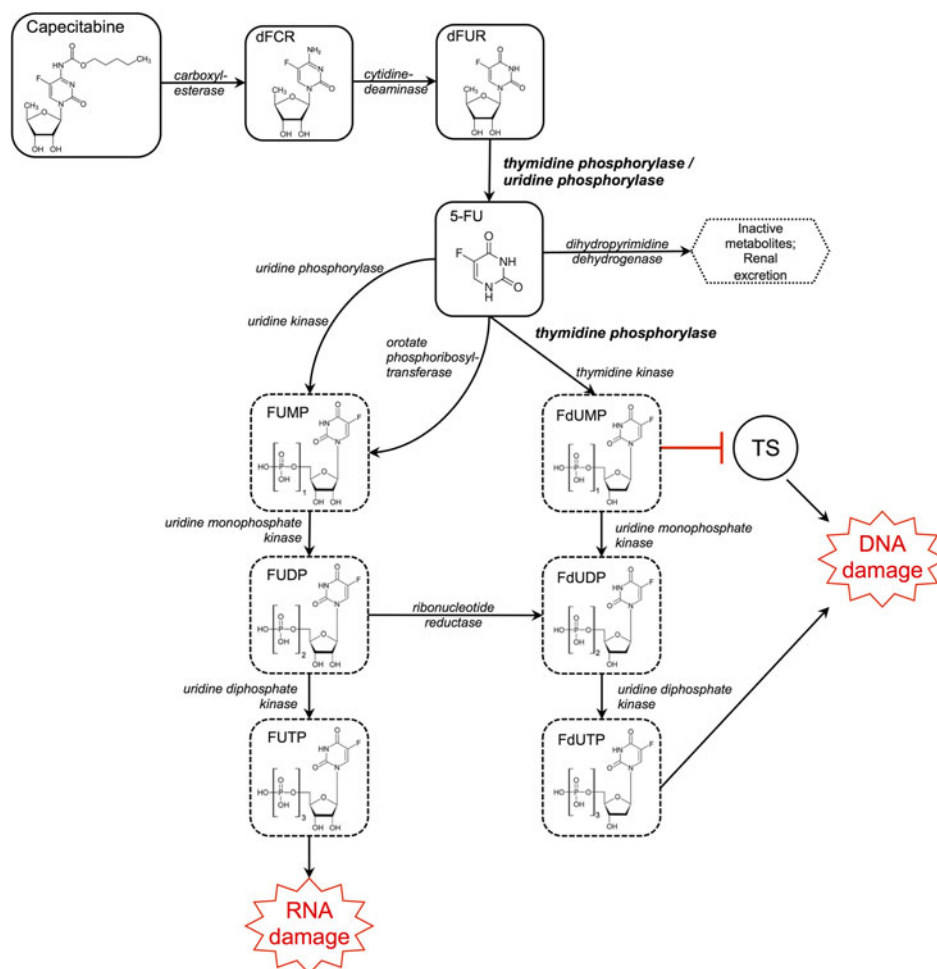 Capecitabine
dFCR
dFUR
carboxyl-
esterase
cytidine-
deaminase
thymidine phosphorylase /
uridine phosphorylase
5-FU
dihydropyrimidine
dehydrogenase
Inactive
metabolites;
Renal
excretion
uridine phosphorylase
uridine kinase
orotate
phosphoribosyl-
transferase
thymidine phosphorylase
thymidine kinase
FUMP
FdUMP
TS
uridine monophosphate
kinase
uridine monophosphate
kinase
DNA
damage
FUDP
ribonucleotide
reductase
FdUDP
uridine diphosphate
kinase
uridine diphosphate
kinase
FUTP
FdUTP
RNA
damage